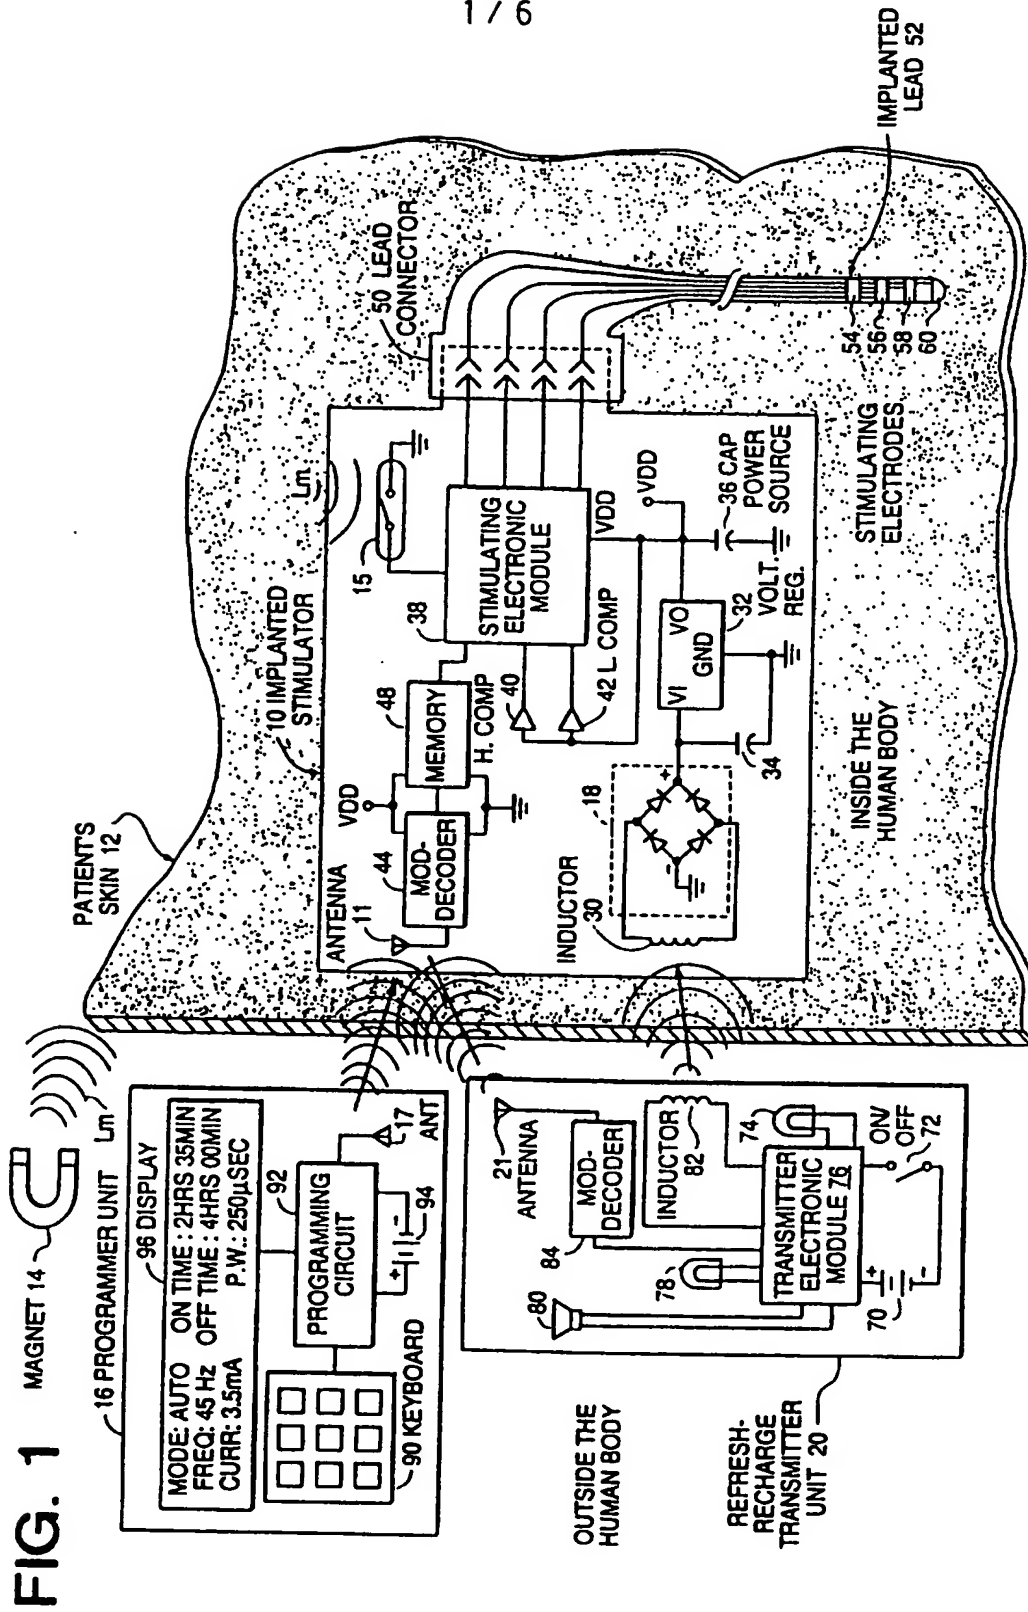 1 / 6
FIG. 1
MAGNET 14
Lm
16 PROGRAMMER UNIT
96 DISPLAY
MODE: AUTO ON TIME : 2HRS 35MIN
FREQ: 45 Hz OFF TIME : 4HRS 00MIN
CURR: 3.5mA P.W.: 250µSEC
92
PROGRAMMING
CIRCUIT
+
-
94
17
ANT
90 KEYBOARD
OUTSIDE THE
HUMAN BODY
REFRESH-
RECHARGE
TRANSMITTER
UNIT 20
21
ANTENNA
MOD-
DECODER
84
INDUCTOR
82
80
78
74
TRANSMITTER
ELECTRONIC
MODULE 76
ON/
OFF
72
+
-
70
PATIENT'S
SKIN 12
10 IMPLANTED
STIMULATOR
ANTENNA
11
44
MOD-
DECODER
VDD
MEMORY
48
H. COMP
40
42 L COMP
38
STIMULATING
ELECTRONIC
MODULE
VDD
15
Lm
50 LEAD
CONNECTOR
INDUCTOR
30
18
+
34
VI
VO
GND
32
VOLT.
REG.
VDD
36 CAP
POWER
SOURCE
INSIDE THE
HUMAN BODY
STIMULATING
ELECTRODES
54
56
58
60
IMPLANTED
LEAD 52